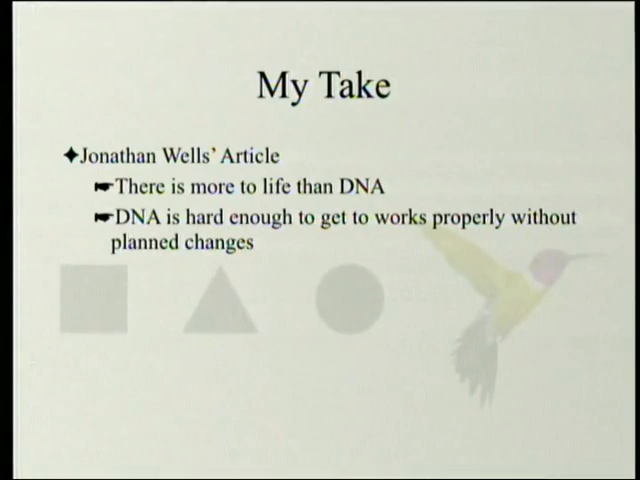 My Take
Jonathan Wells' Article
There is more to life than DNA
DNA is hard enough to get to works properly without
planned changes